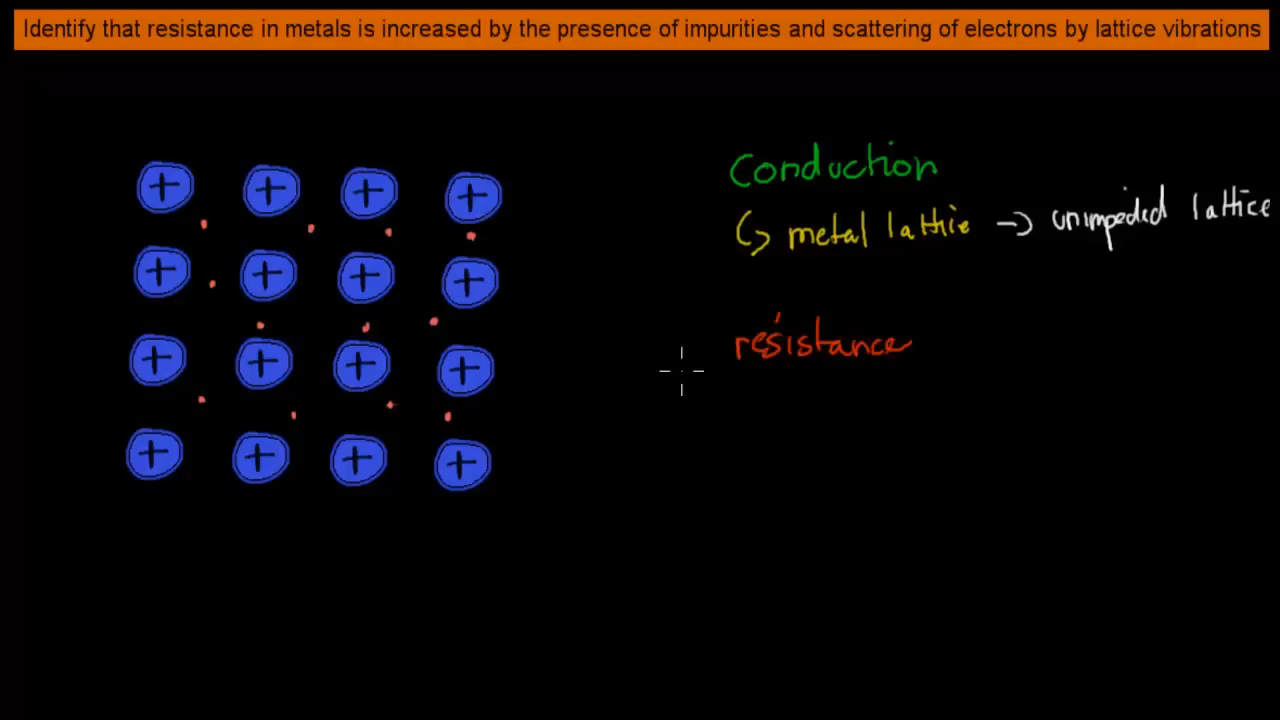 Identify that resistance in metals is increased by the presence of impurities and scattering of electrons by lattice vibrations
+ + + +
+ + + +
+ + + +
+ + + +
Conduction
↳ metal lattie → unimpeded lattice
resistance